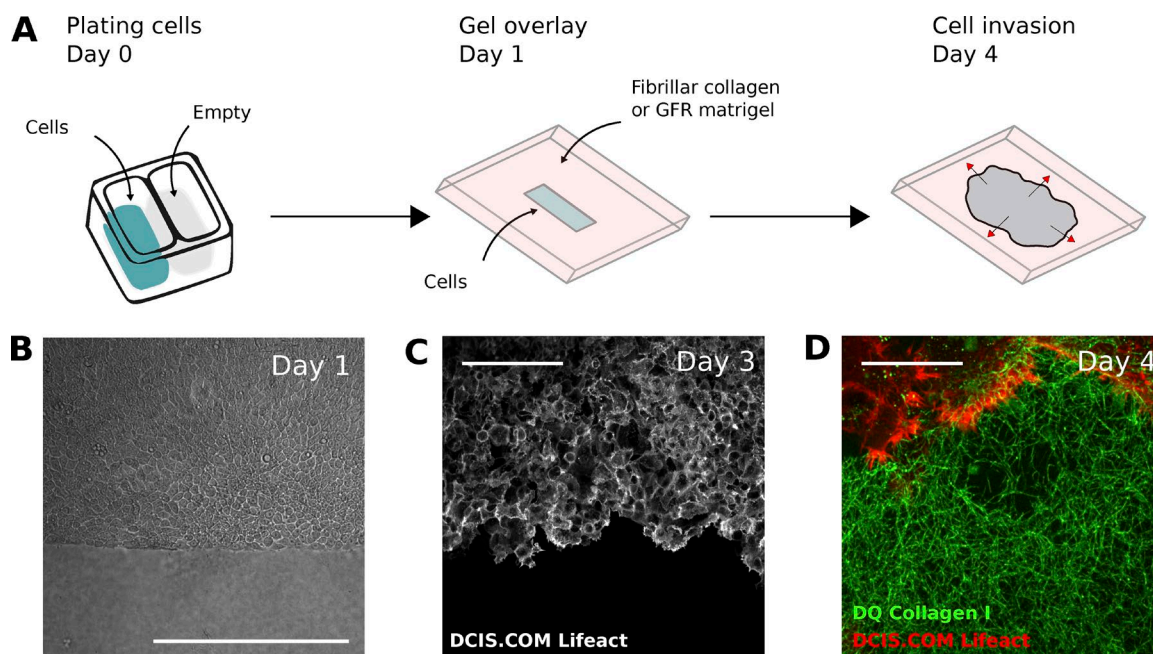 A
Plating cells
Day 0
Gel overlay
Day 1
Cell invasion
Day 4
Cells
Empty
Fibrillar collagen
or GFR matrigel
Cells
B
Day 1
C
Day 3
DCIS.COM Lifeact
D
Day 4
DQ Collagen I
DCIS.COM Lifeact